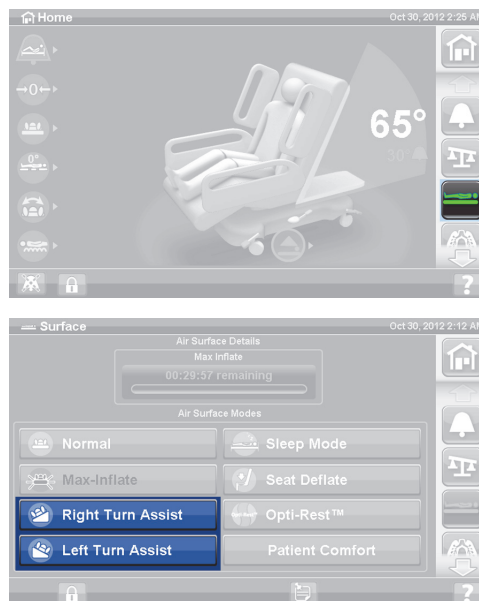 Home
Oct 30, 2012 2:25 AM
→0←
0°
65°
30°
?
Surface
Oct 30, 2012 2:12 AM
Air Surface Details
Max Inflate
00:29:57 remaining
Air Surface Modes
Normal
Sleep Mode
Max-Inflate
Seat Deflate
Right Turn Assist
Opti-Rest™
Left Turn Assist
Patient Comfort
?